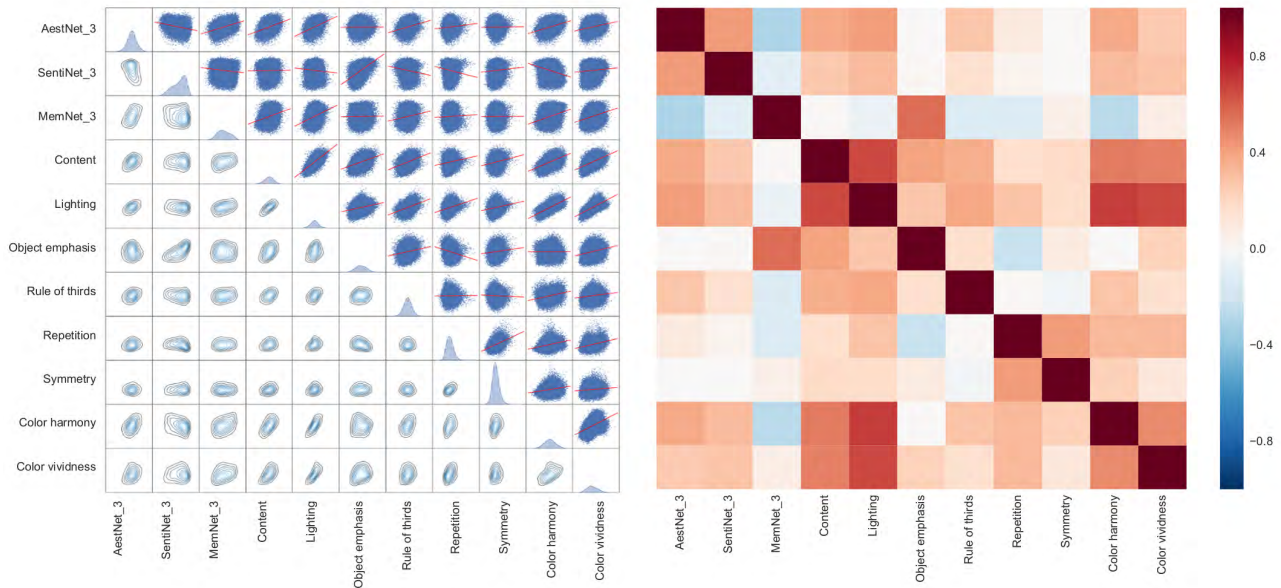 AestNet_3
SentiNet_3
MemNet_3
Content
Lighting
Object emphasis
Rule of thirds
Repetition
Symmetry
Color harmony
Color vividness
AestNet_3
SentiNet_3
MemNet_3
Content
Lighting
Object emphasis
Rule of thirds
Repetition
Symmetry
Color harmony
Color vividness
AestNet_3
SentiNet_3
MemNet_3
Content
Lighting
Object emphasis
Rule of thirds
Repetition
Symmetry
Color harmony
Color vividness
0.8
0.4
0.0
−0.4
−0.8